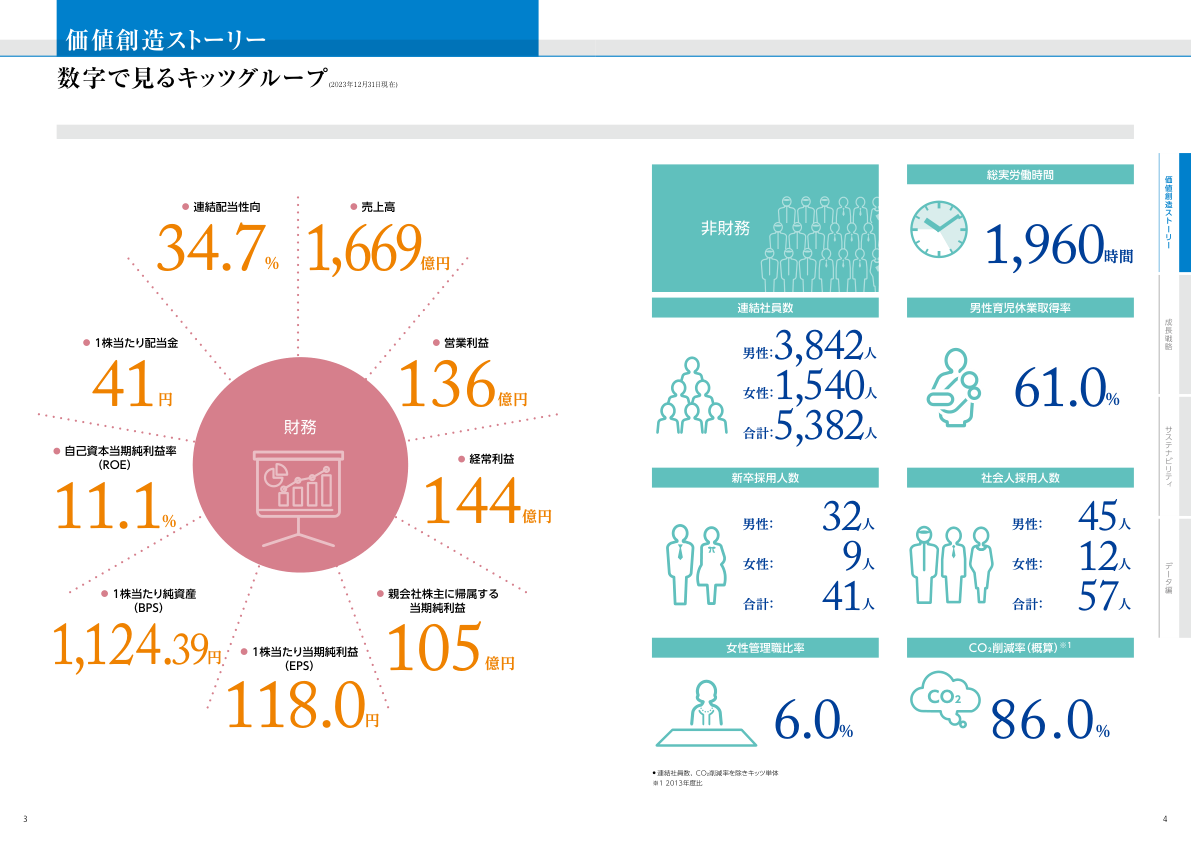 価値創造ストーリー
数字で見るキッツグループ(2023年12月31日現在)
連結配当性向
34.7%
売上高
1,669億円
1株当たり配当金
41円
営業利益
136億円
財務
自己資本当期純利益率
(ROE)
11.1%
経常利益
144億円
1株当たり純資産
(BPS)
1,124.39円
親会社株主に帰属する
当期純利益
105億円
1株当たり当期純利益
(EPS)
118.0円
非財務
総実労働時間
1,960時間
連結社員数
男性:3,842人
女性:1,540人
合計:5,382人
男性育児休業取得率
61.0%
新卒採用人数
男性: 32人
女性: 9人
合計: 41人
社会人採用人数
男性: 45人
女性: 12人
合計: 57人
女性管理職比率
6.0%
CO₂削減率(概算)※1
CO₂
86.0%
● 連結社員数、CO₂削減率を除きキッツ単体
※1 2013年度比
価値創造ストーリー
成長戦略
サステナビリティ
データ編
3
4